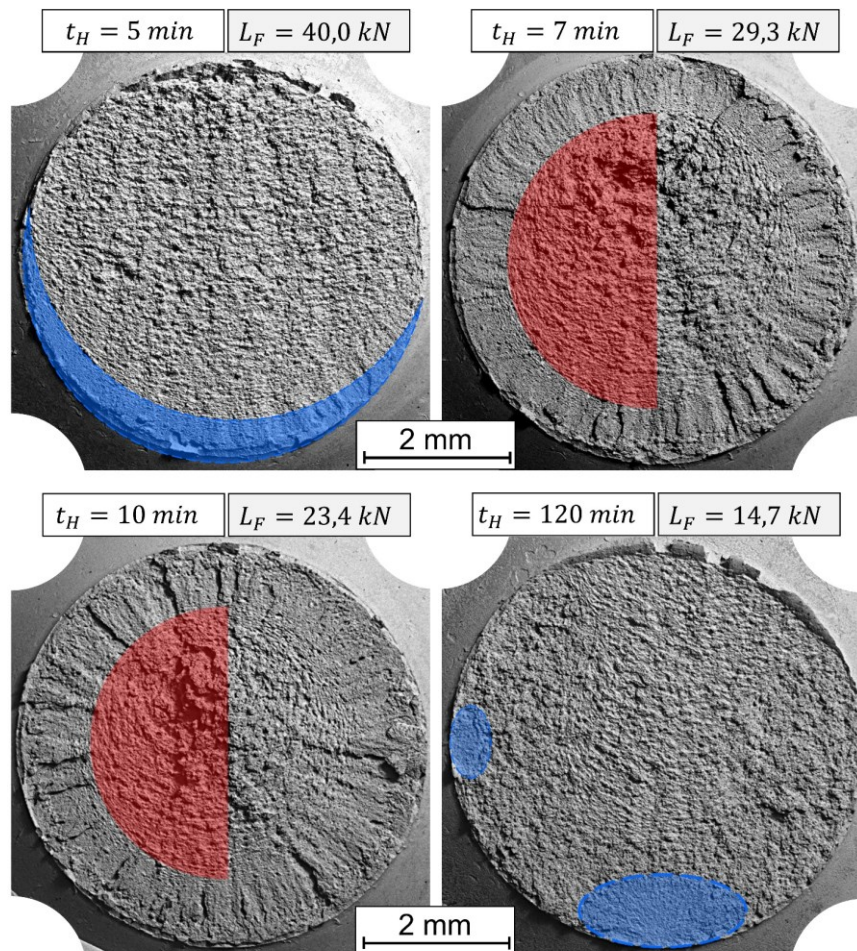 t_H = 5 min L_F = 40,0 kN
t_H = 7 min L_F = 29,3 kN
2 mm
t_H = 10 min L_F = 23,4 kN
t_H = 120 min L_F = 14,7 kN
2 mm